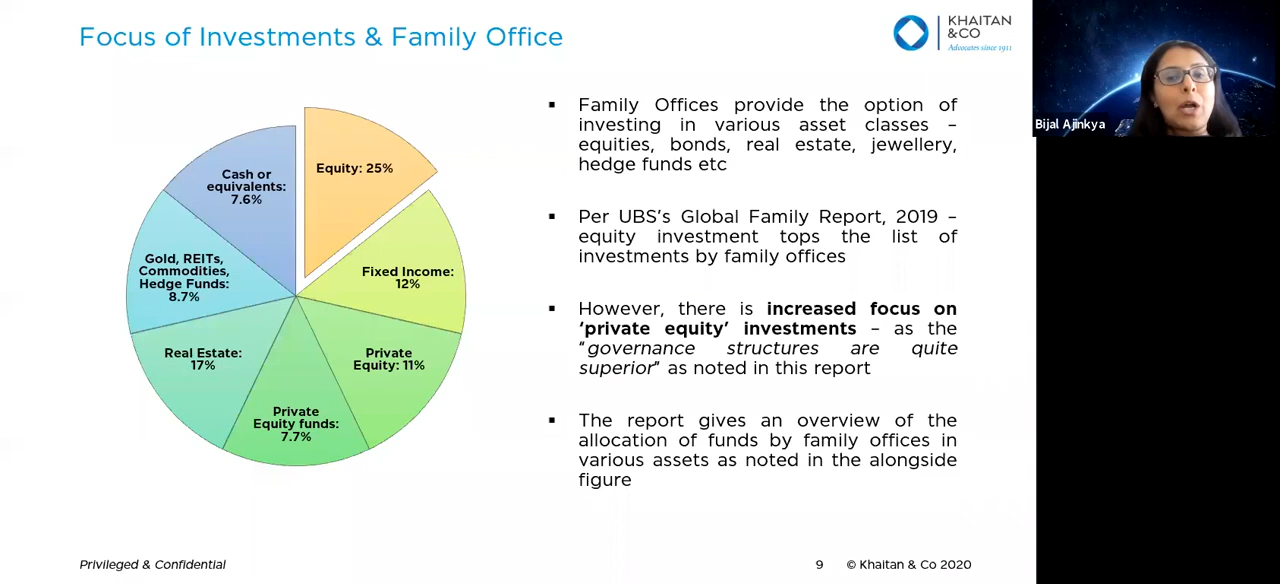 Focus of Investments & Family Office
KHAITAN
&CO
Advocates since 1911
Bijal Ajinkya
Cash or
equivalents:
7.6%
Equity: 25%
Fixed Income:
12%
Private
Equity: 11%
Private
Equity funds:
7.7%
Real Estate:
17%
Gold, REITs,
Commodities,
Hedge Funds:
8.7%
▪ Family Offices provide the option of
investing in various asset classes –
equities, bonds, real estate, jewellery,
hedge funds etc
▪ Per UBS's Global Family Report, 2019 –
equity investment tops the list of
investments by family offices
▪ However, there is increased focus on
'private equity' investments – as the
"governance structures are quite
superior" as noted in this report
▪ The report gives an overview of the
allocation of funds by family offices in
various assets as noted in the alongside
figure
Privileged & Confidential
9 © Khaitan & Co 2020